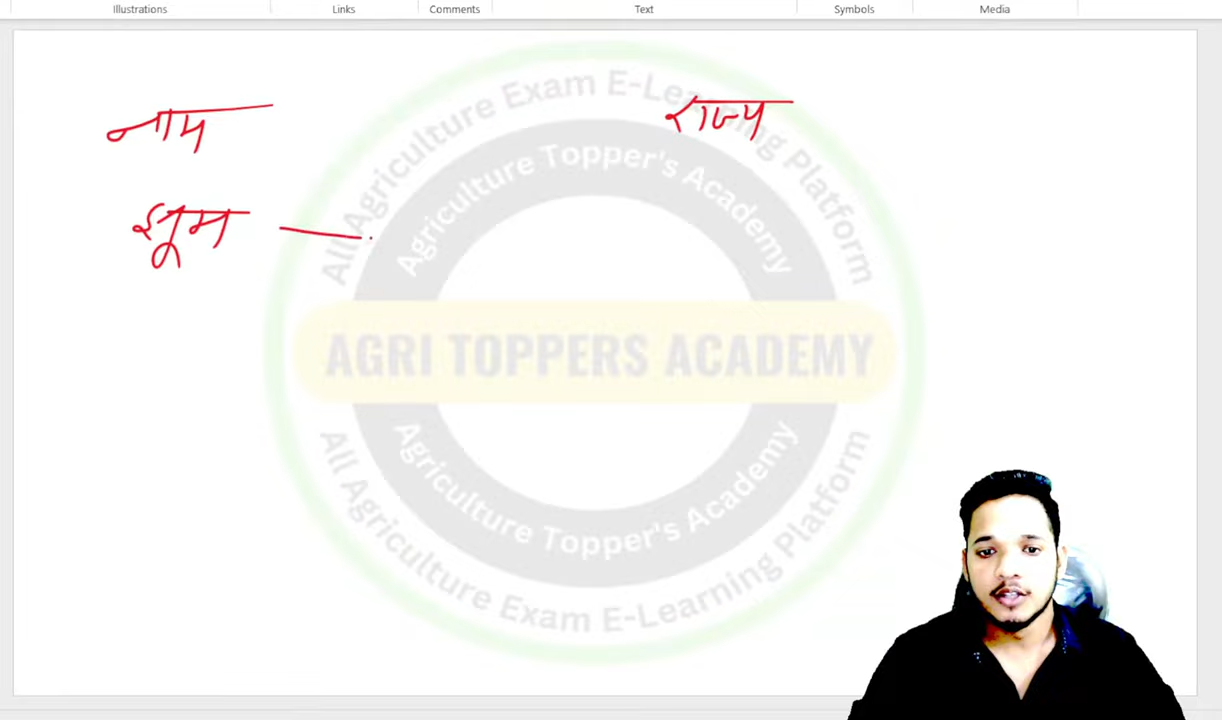 Illustrations Links Comments Text Symbols Media
नाम राज्य
झूम —
All Agriculture Exam E-Learning Platform
Agriculture Topper's Academy
AGRI TOPPERS ACADEMY
Agriculture Topper's Academy
All Agriculture Exam E-Learning Platform